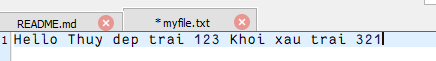 README.md * myfile.txt
1 Hello Thuy dep trai 123 Khoi xau trai 321